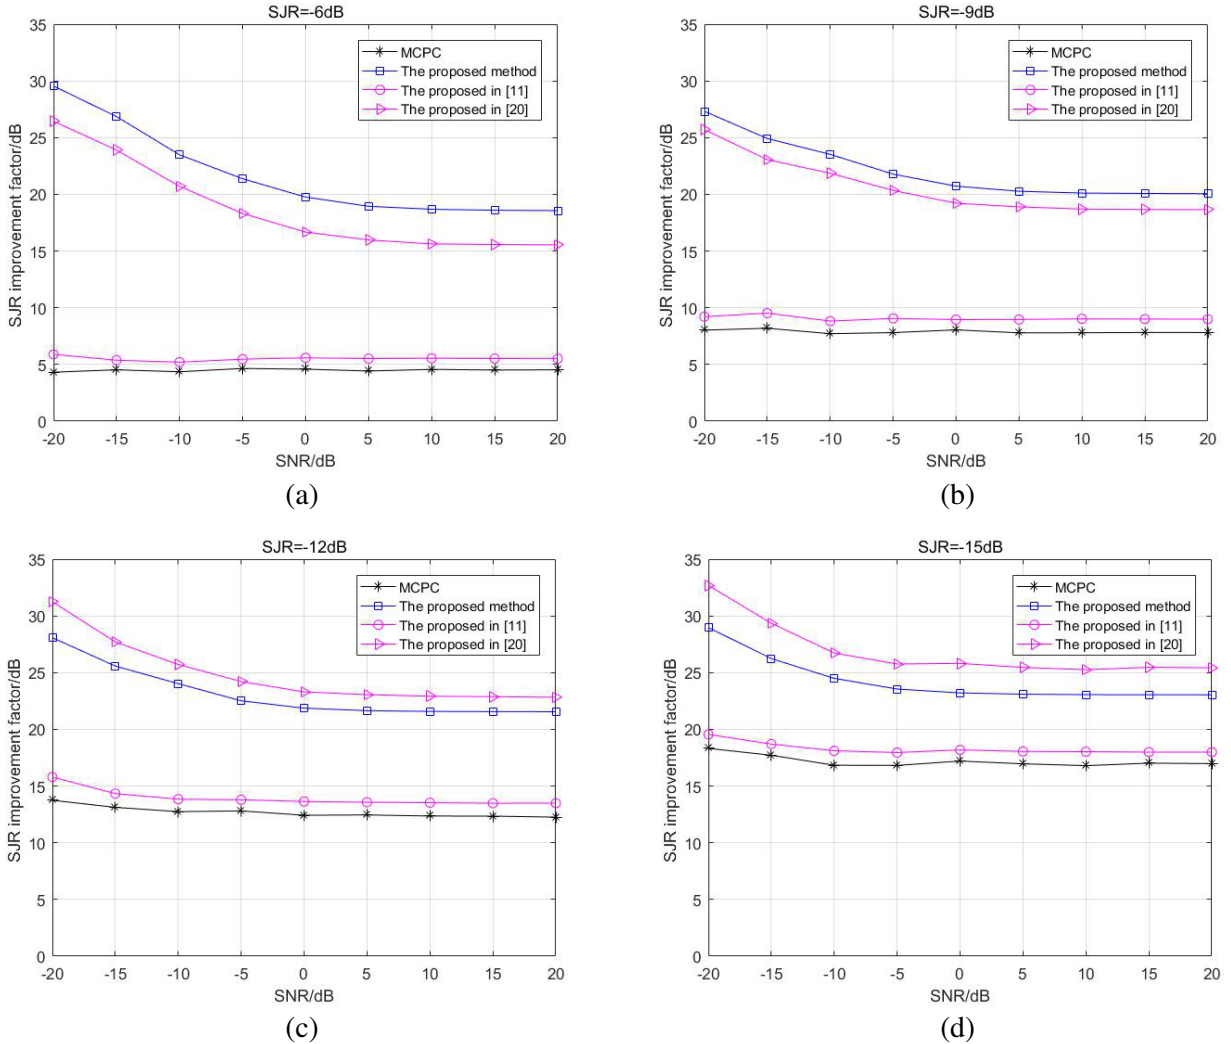 SJR=-6dB
35
30
25
20
15
10
5
0
-20 -15 -10 -5 0 5 10 15 20
SNR/dB
SJR improvement factor/dB
MCPC
The proposed method
The proposed in [11]
The proposed in [20]
(a)
SJR=-9dB
35
30
25
20
15
10
5
0
-20 -15 -10 -5 0 5 10 15 20
SNR/dB
SJR improvement factor/dB
MCPC
The proposed method
The proposed in [11]
The proposed in [20]
(b)
SJR=-12dB
35
30
25
20
15
10
5
0
-20 -15 -10 -5 0 5 10 15 20
SNR/dB
SJR improvement factor/dB
MCPC
The proposed method
The proposed in [11]
The proposed in [20]
(c)
SJR=-15dB
35
30
25
20
15
10
5
0
-20 -15 -10 -5 0 5 10 15 20
SNR/dB
SJR improvement factor/dB
MCPC
The proposed method
The proposed in [11]
The proposed in [20]
(d)